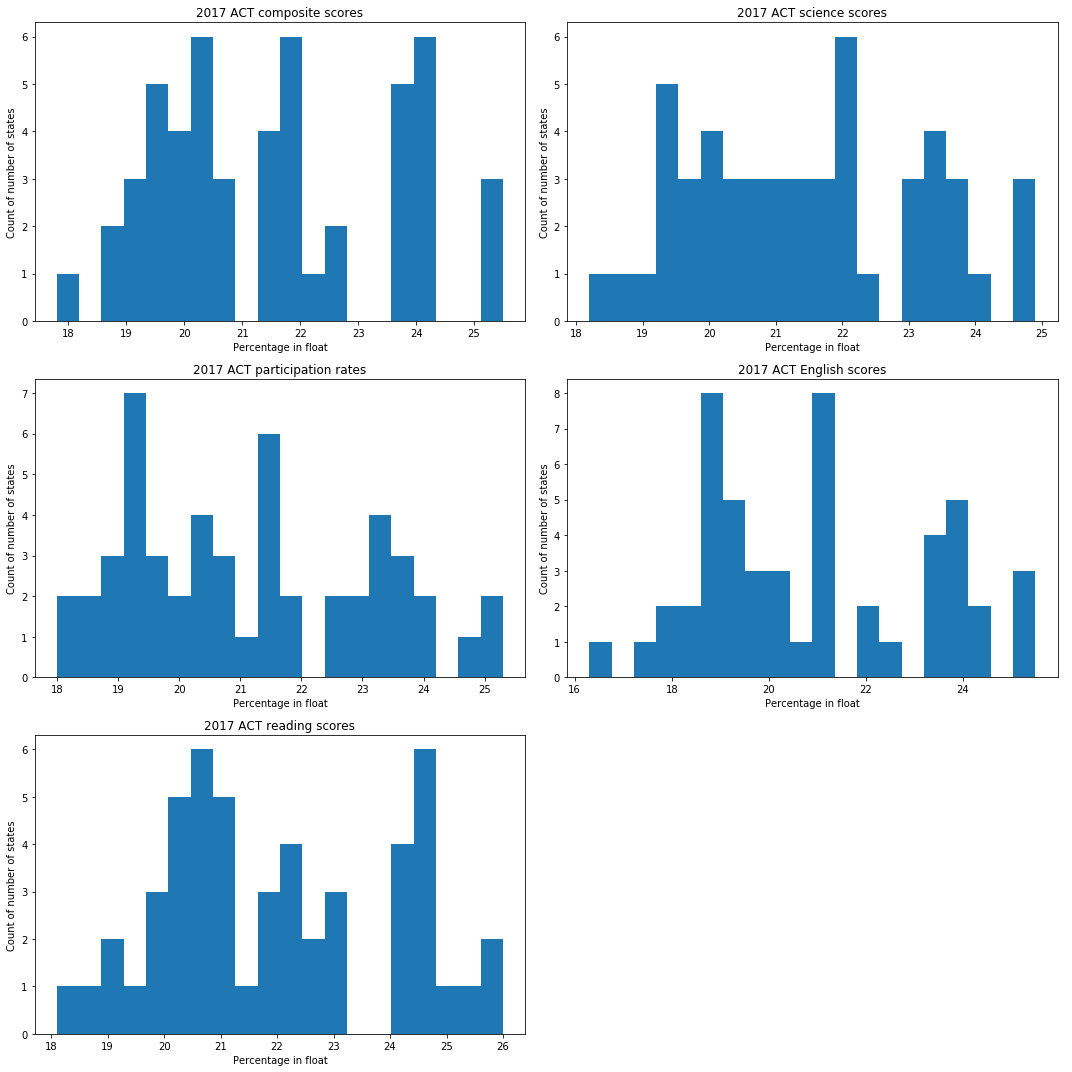 2017 ACT composite scores
6
5
4
3
2
1
0
Count of number of states
18 19 20 21 22 23 24 25
Percentage in float
2017 ACT science scores
6
5
4
3
2
1
0
Count of number of states
18 19 20 21 22 23 24 25
Percentage in float
2017 ACT participation rates
7
6
5
4
3
2
1
0
Count of number of states
18 19 20 21 22 23 24 25
Percentage in float
2017 ACT English scores
8
7
6
5
4
3
2
1
0
Count of number of states
16 18 20 22 24
Percentage in float
2017 ACT reading scores
6
5
4
3
2
1
0
Count of number of states
18 19 20 21 22 23 24 25 26
Percentage in float